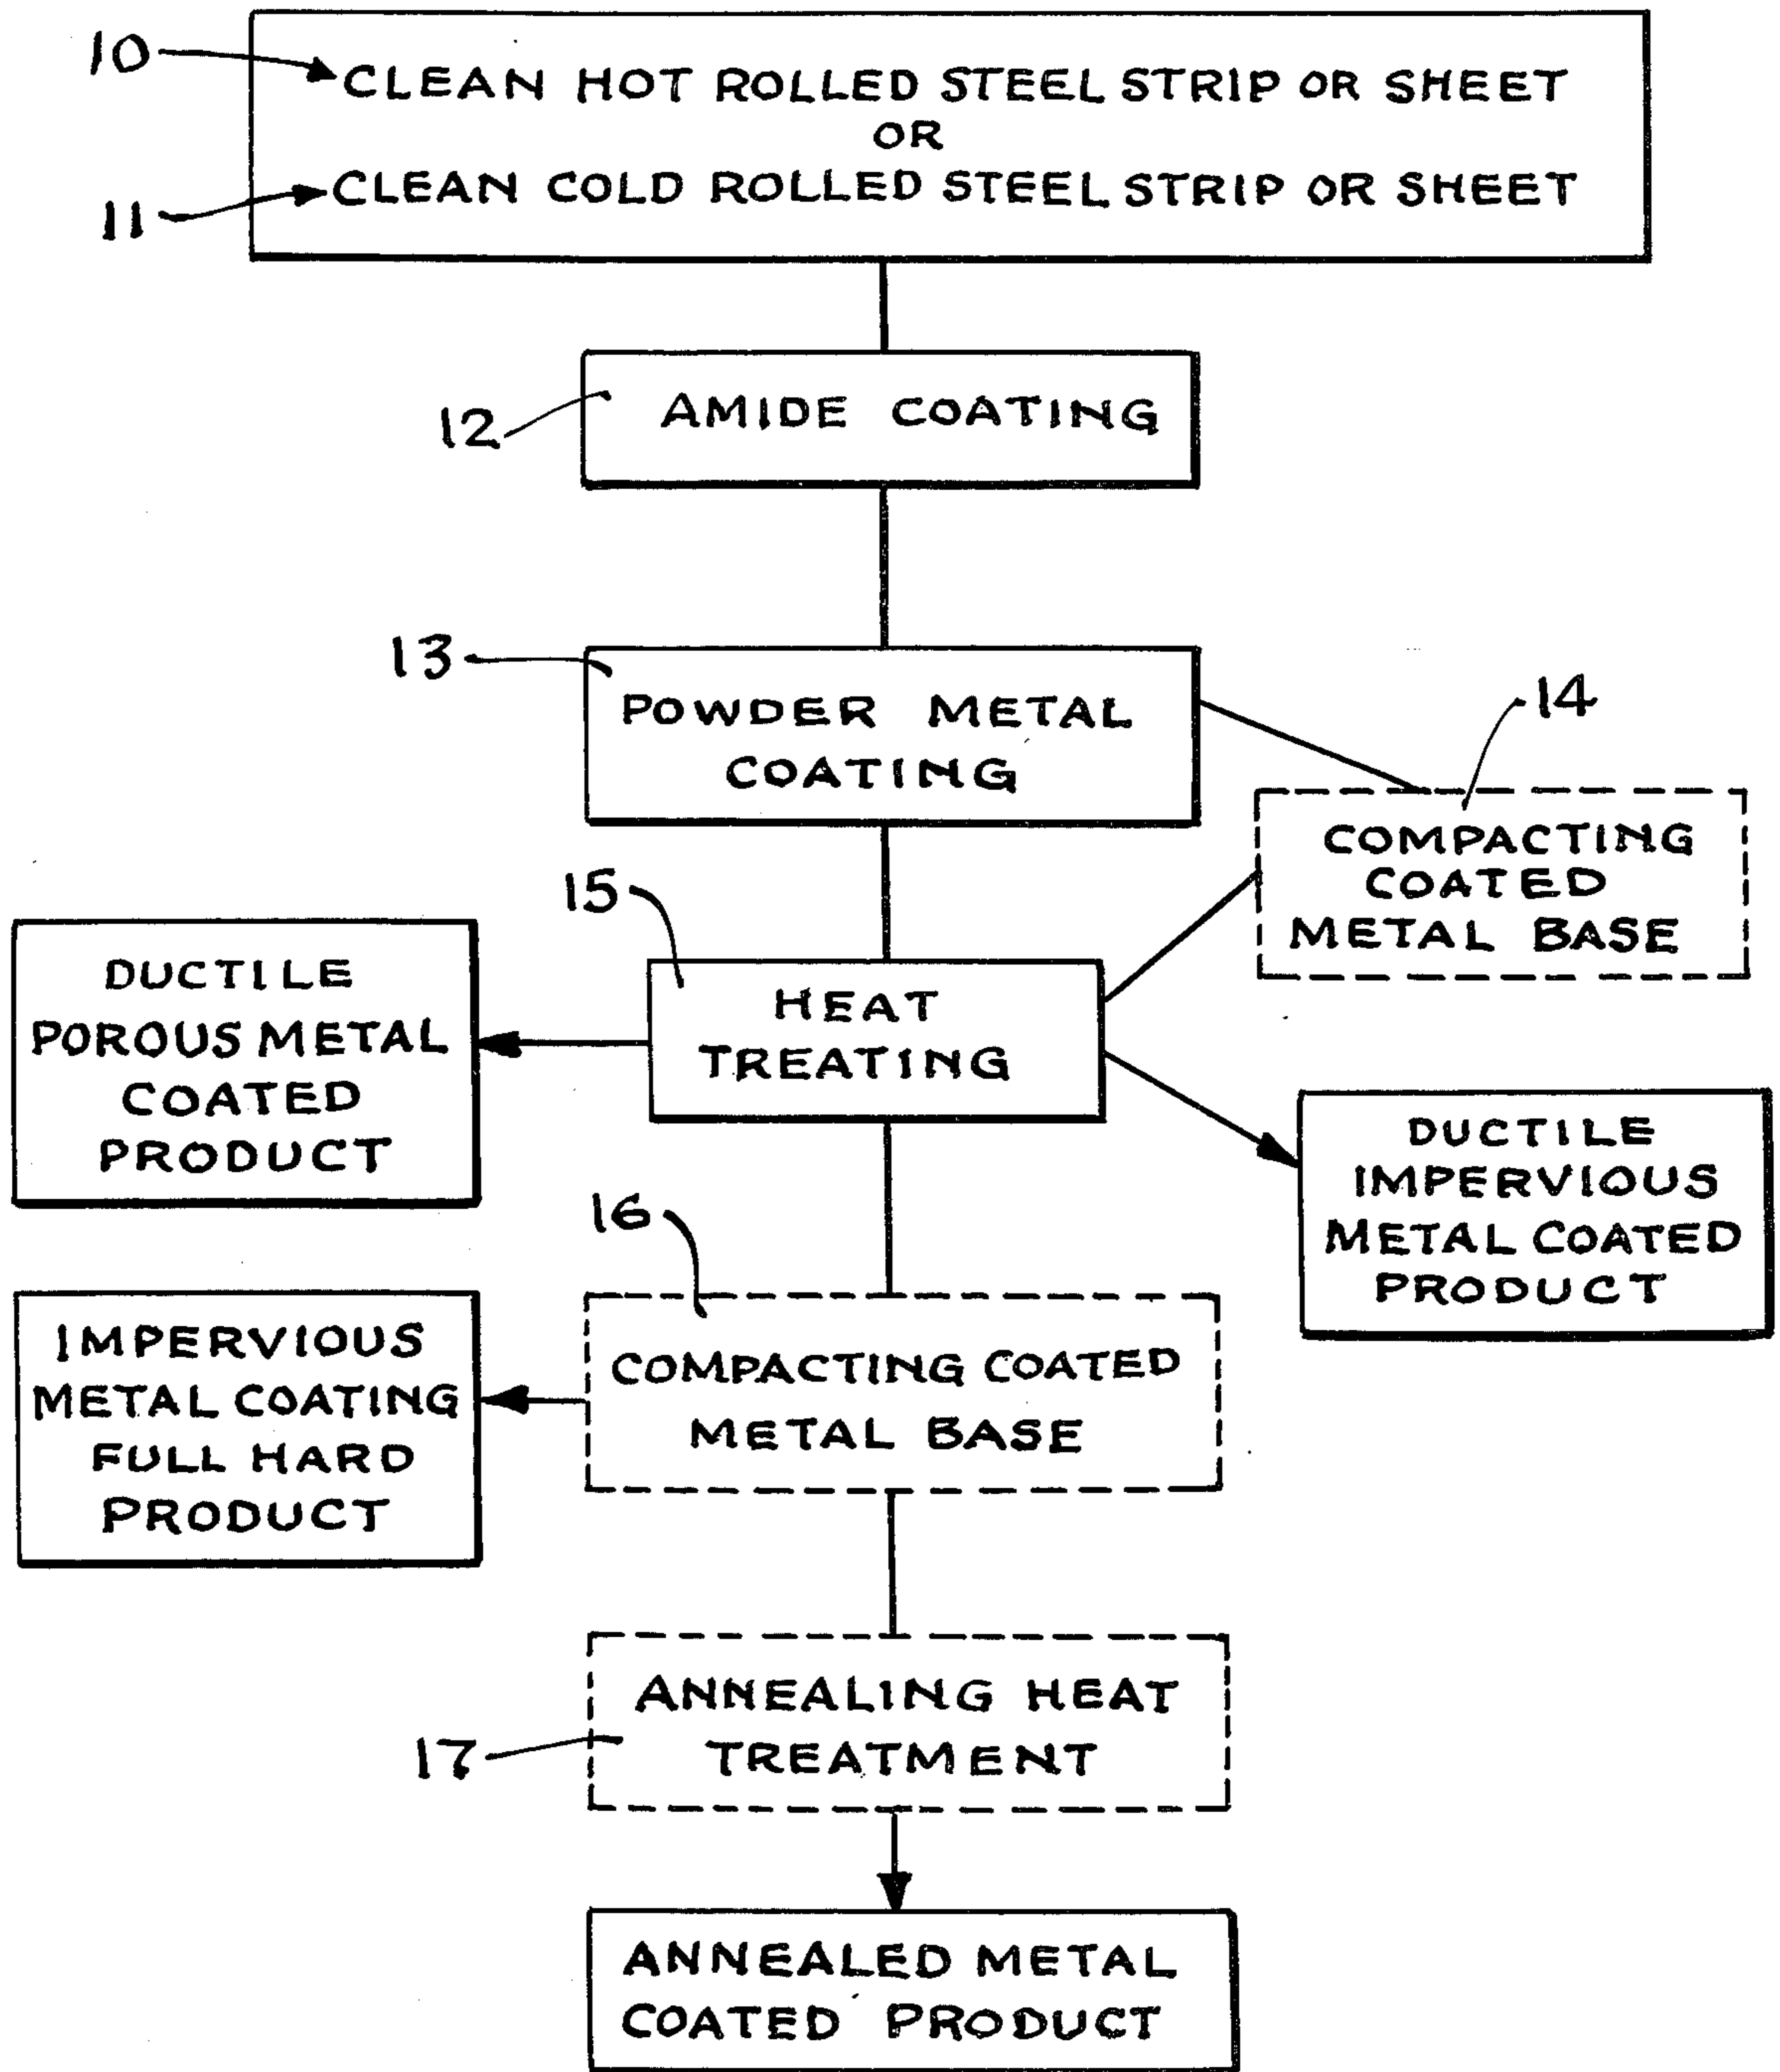 10
CLEAN HOT ROLLED STEEL STRIP OR SHEET
OR
11
CLEAN COLD ROLLED STEEL STRIP OR SHEET
12
AMIDE COATING
13
POWDER METAL
COATING
14
COMPACTING
COATED
METAL BASE
15
HEAT
TREATING
DUCTILE
POROUS METAL
COATED
PRODUCT
DUCTILE
IMPERVIOUS
METAL COATED
PRODUCT
16
COMPACTING COATED
METAL BASE
IMPERVIOUS
METAL COATING
FULL HARD
PRODUCT
17
ANNEALING HEAT
TREATMENT
ANNEALED METAL
COATED PRODUCT